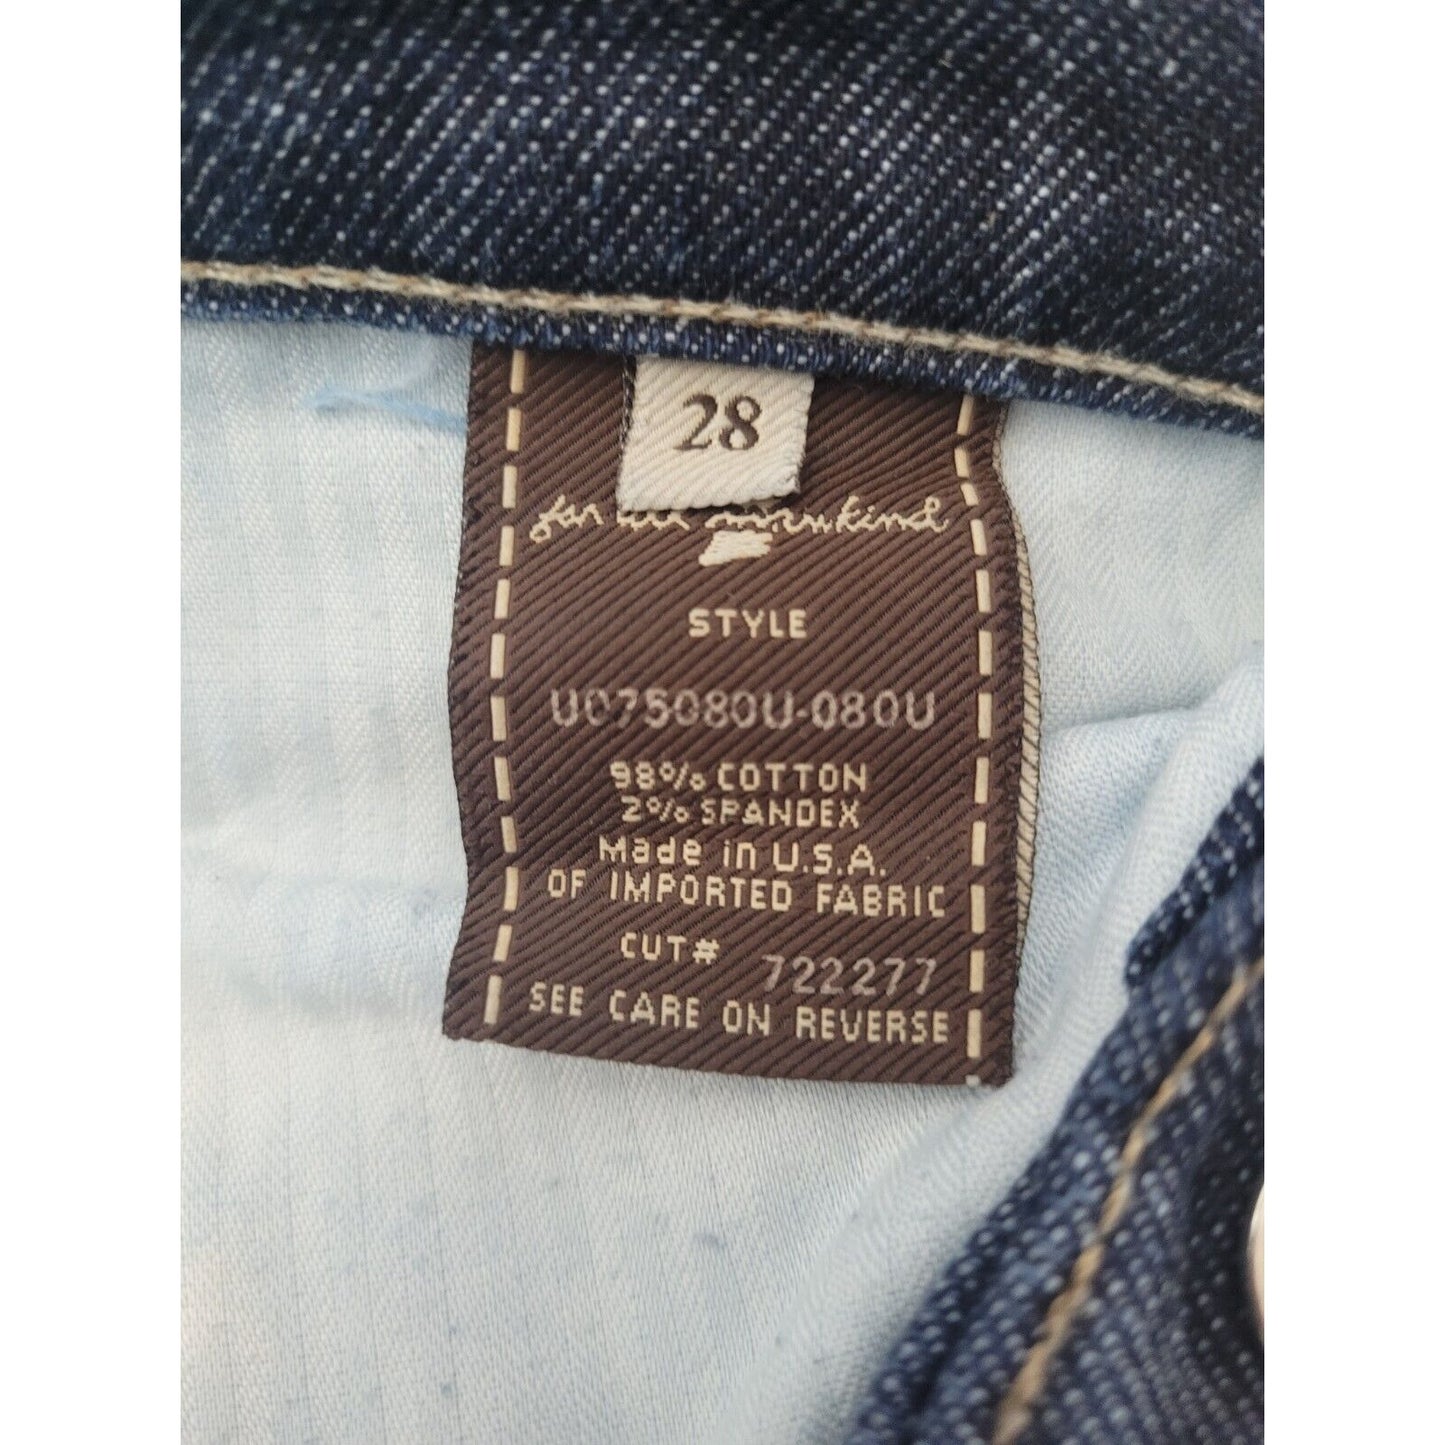 28
for all mankind
STYLE
U075080U-080U
98% COTTON
2% SPANDEX
Made in U.S.A.
OF IMPORTED FABRIC
CUT# 722277
SEE CARE ON REVERSE